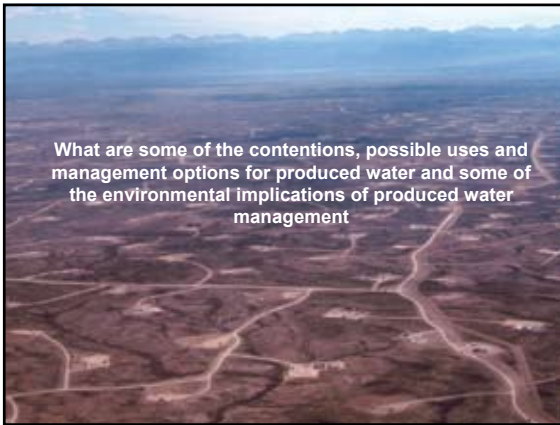 What are some of the contentions, possible uses and
management options for produced water and some of
the environmental implications of produced water
management